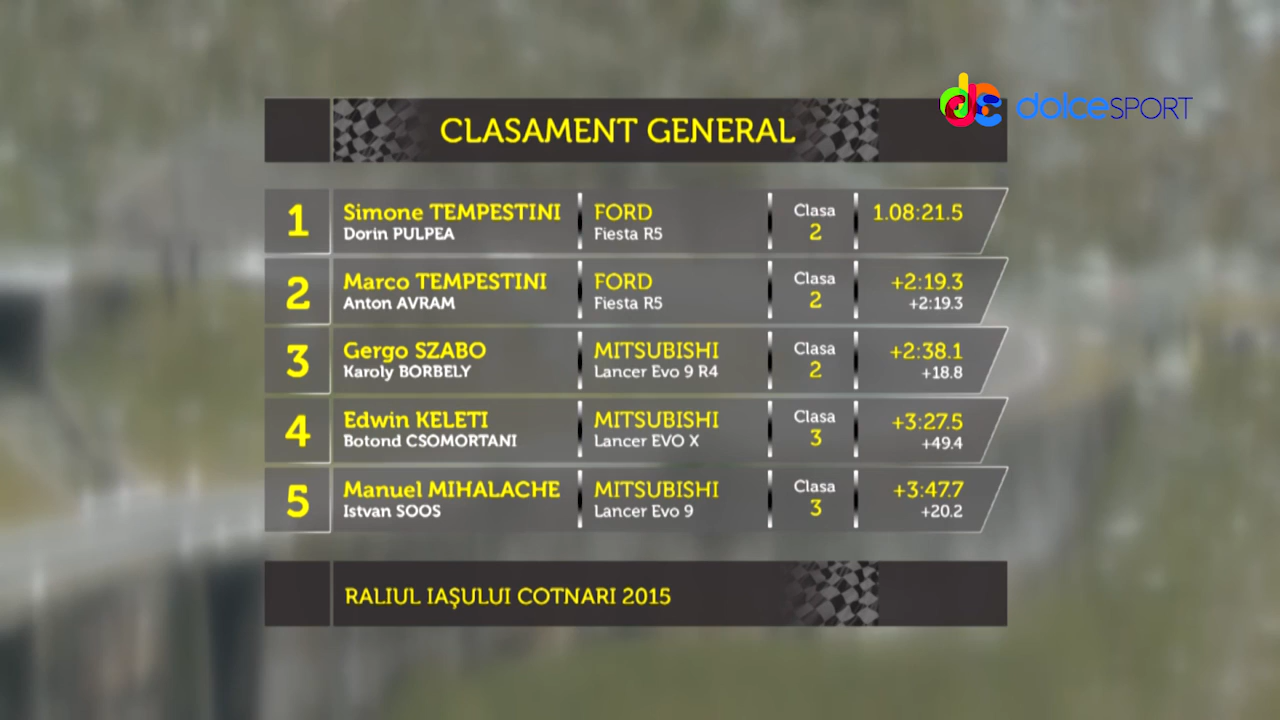 dolceSPORT
CLASAMENT GENERAL
1 Simone TEMPESTINI FORD Clasa 1.08:21.5
Dorin PULPEA Fiesta R5 2
2 Marco TEMPESTINI FORD Clasa +2:19.3
Anton AVRAM Fiesta R5 2 +2:19.3
3 Gergo SZABO MITSUBISHI Clasa +2:38.1
Karoly BORBELY Lancer Evo 9 R4 2 +18.8
4 Edwin KELETI MITSUBISHI Clasa +3:27.5
Botond CSOMORTANI Lancer EVO X 3 +49.4
5 Manuel MIHALACHE MITSUBISHI Clasa +3:47.7
Istvan SOOS Lancer Evo 9 3 +20.2
RALIUL IAŞULUI COTNARI 2015